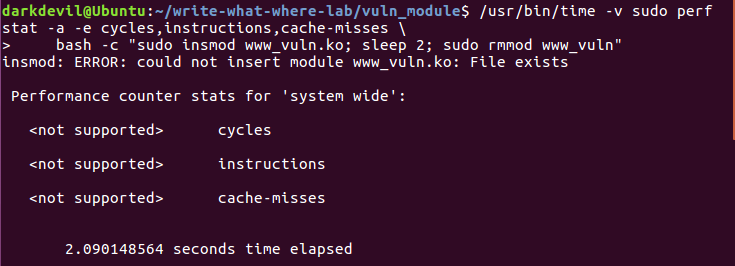 darkdevil@Ubuntu:~/write-what-where-lab/vuln_module$ /usr/bin/time -v sudo perf
stat -a -e cycles,instructions,cache-misses \
>     bash -c "sudo insmod www_vuln.ko; sleep 2; sudo rmmod www_vuln"
insmod: ERROR: could not insert module www_vuln.ko: File exists
Performance counter stats for 'system wide':
<not supported>      cycles
<not supported>      instructions
<not supported>      cache-misses
2.090148564 seconds time elapsed